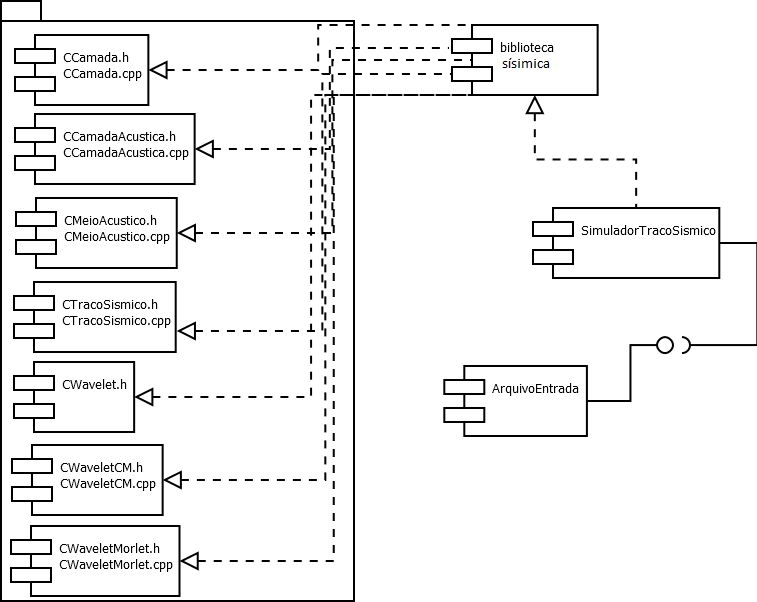 CCamada.h
CCamada.cpp
CCamadaAcustica.h
CCamadaAcustica.cpp
CMeioAcustico.h
CMeioAcustico.cpp
CTracoSismico.h
CTracoSismico.cpp
CWavelet.h
CWaveletCM.h
CWaveletCM.cpp
CWaveletMorlet.h
CWaveletMorlet.cpp
biblioteca
sísimica
SimuladorTracoSismico
ArquivoEntrada